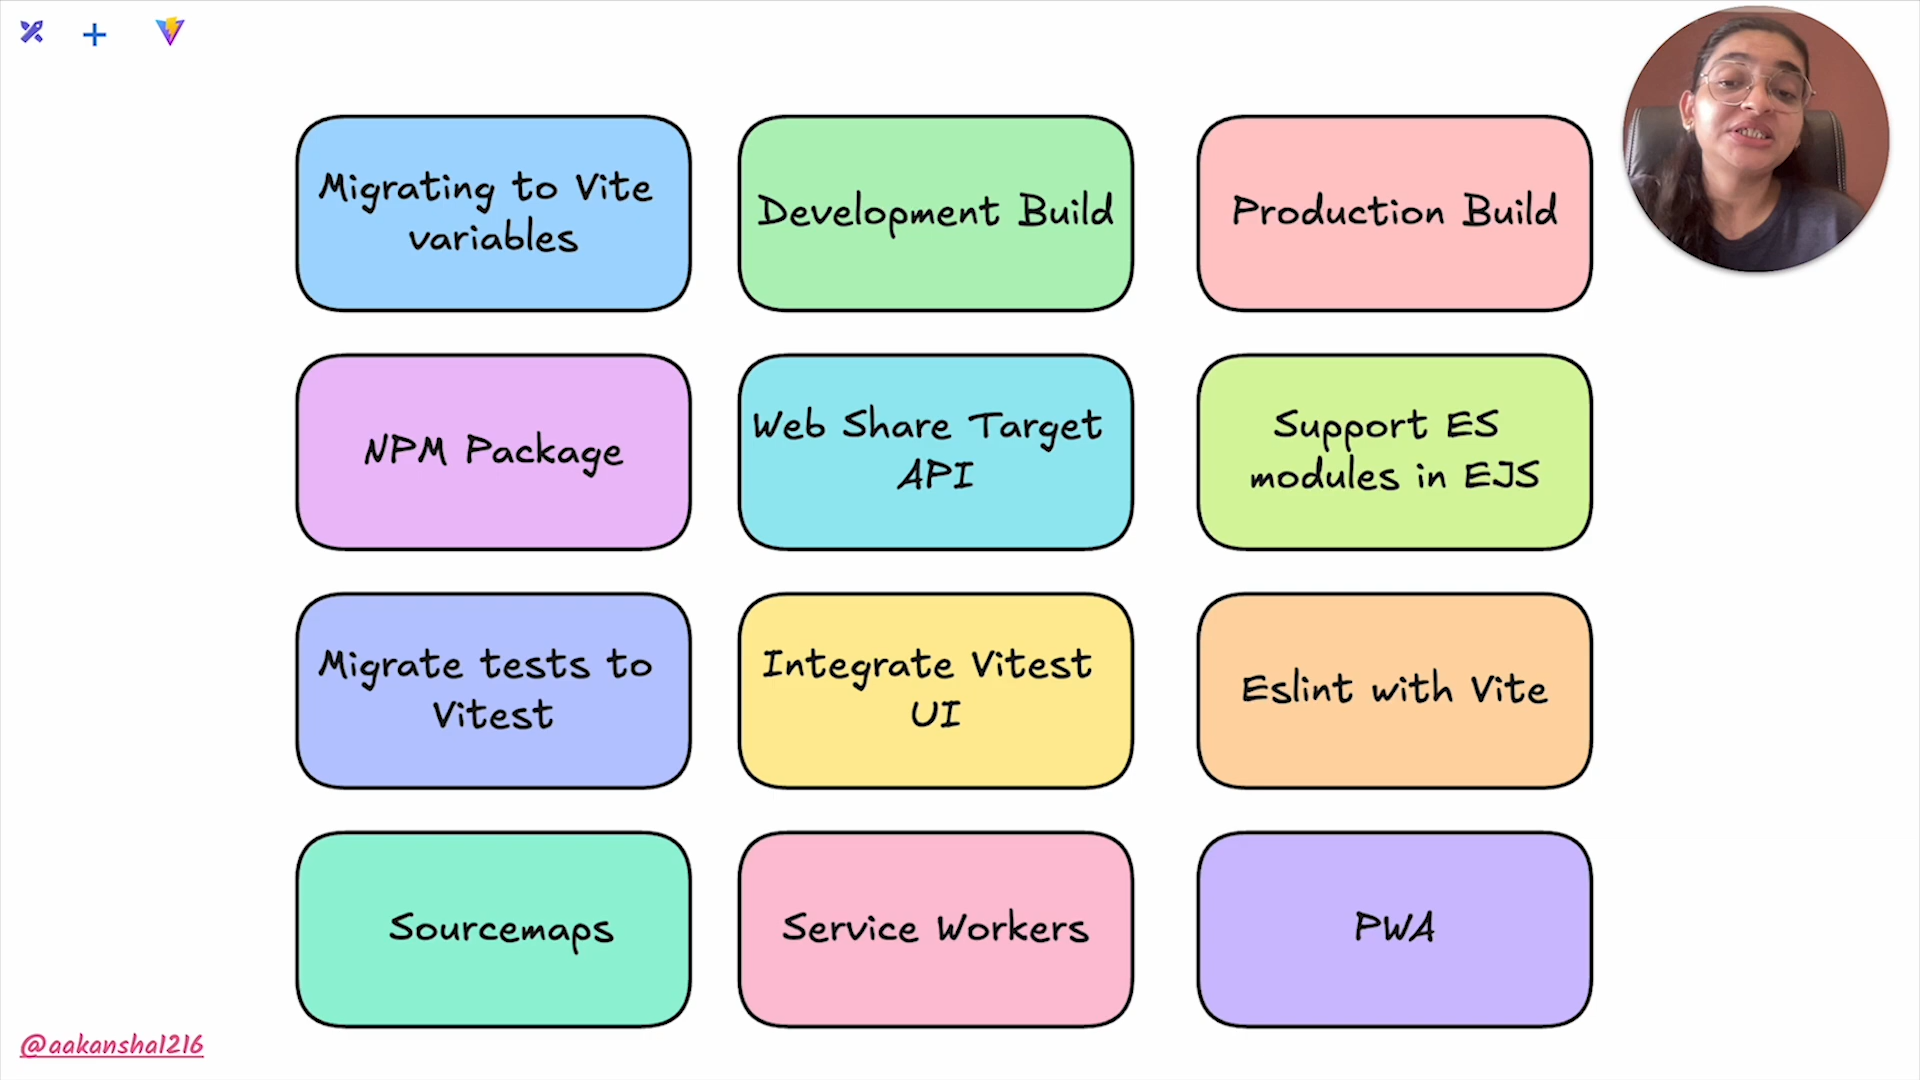 Migrating to Vite
variables
Development Build
Production Build
NPM Package
Web Share Target
API
Support ES
modules in EJS
Migrate tests to
Vitest
Integrate Vitest
UI
Eslint with Vite
Sourcemaps
Service Workers
PWA
@aakansha1216